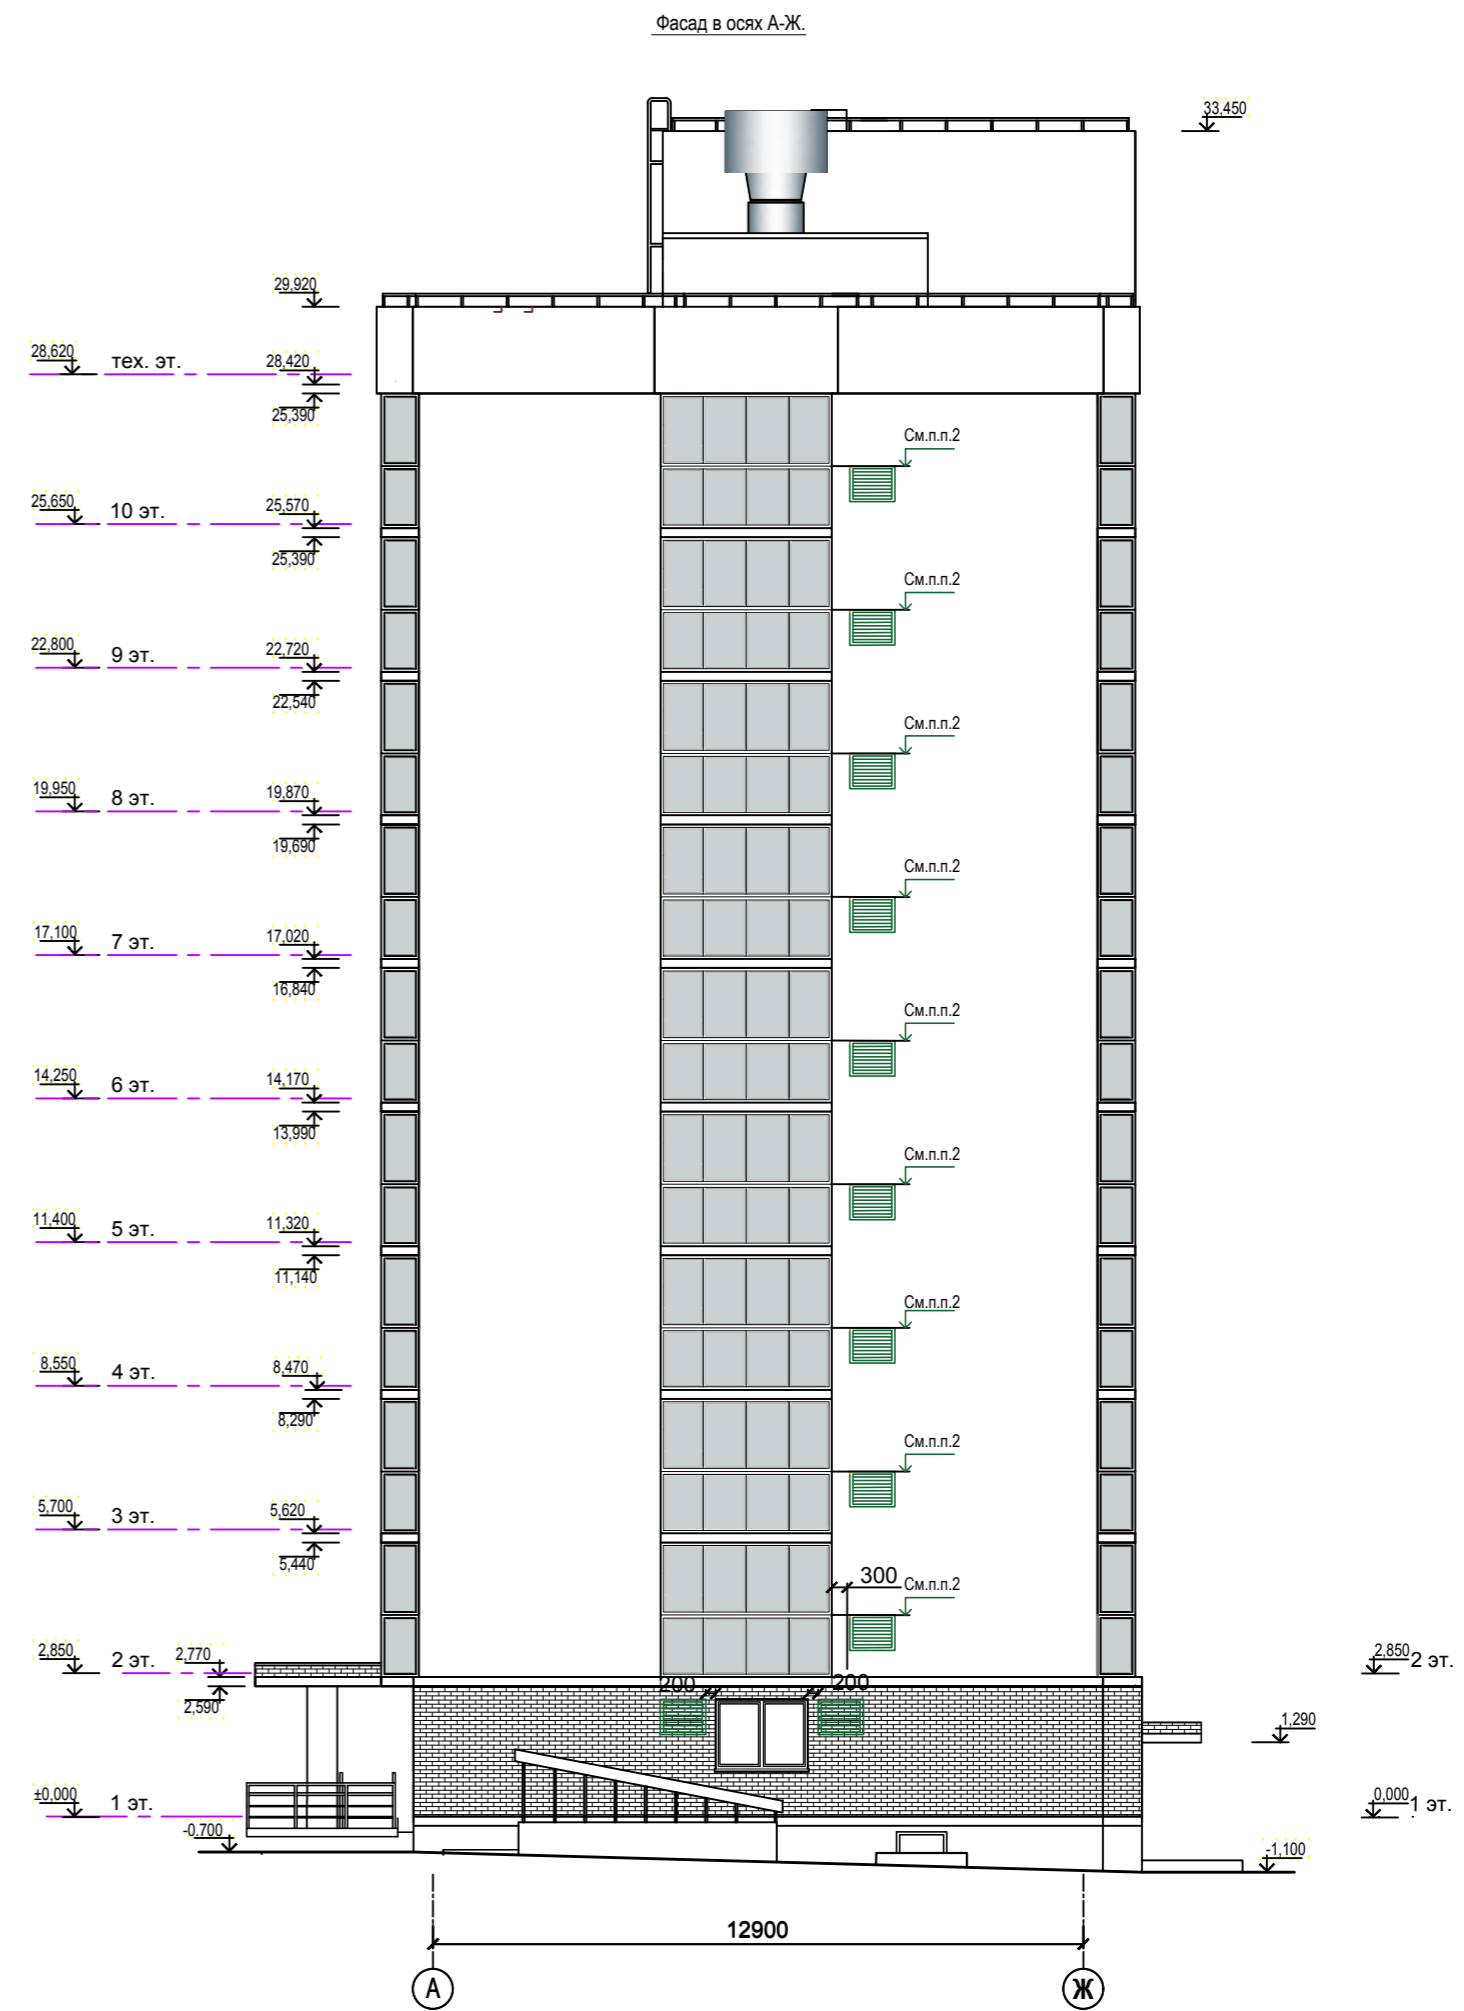 Фасад в осях А-Ж.
33,450
29,920
28,620
тех. эт.
28,420
25,390
См.п.п.2
25,650
10 эт.
25,570
25,390
См.п.п.2
22,800
9 эт.
22,720
22,540
См.п.п.2
19,950
8 эт.
19,870
19,690
См.п.п.2
17,100
7 эт.
17,020
16,840
См.п.п.2
14,250
6 эт.
14,170
13,990
См.п.п.2
11,400
5 эт.
11,320
11,140
См.п.п.2
8,550
4 эт.
8,470
8,290
См.п.п.2
5,700
3 эт.
5,620
5,440
300
См.п.п.2
2,850
2 эт.
2,770
2,590
200
200
2,850
2 эт.
1,290
±0,000
1 эт.
0,000
1 эт.
-0,700
-1,100
12900
А
Ж